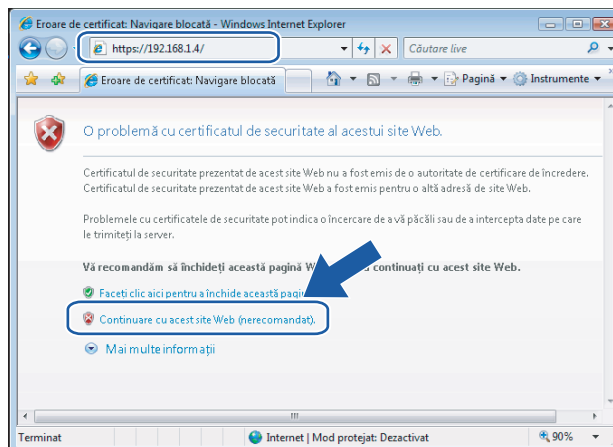 Eroare de certificat: Navigare blocată - Windows Internet Explorer
https://192.168.1.4/
Căutare live
Eroare de certificat: Navigare blocată
Pagină
Instrumente
O problemă cu certificatul de securitate al acestui site Web.
Certificatul de securitate prezentat de acest site Web nu a fost emis de o autoritate de certificare de încredere.
Certificatul de securitate prezentat de acest site Web a fost emis pentru o altă adresă de site Web.
Problemele cu certificatele de securitate pot indica o încercare de a vă păcăli sau de a intercepta date pe care
le trimiteți la server.
Vă recomandăm să închideți această pagină W continuați cu acest site Web.
Faceti clic aici pentru a închide această pagi
Continuare cu acest site Web (nerecomandat).
Mai multe informații
Terminat
Internet | Mod protejat: Dezactivat
90%